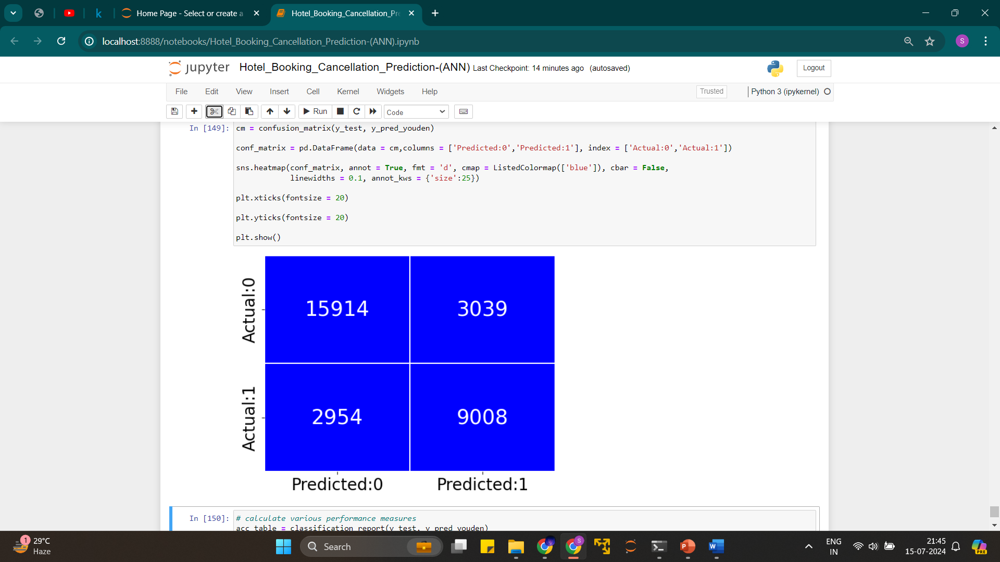 Home Page - Select or create a
Hotel_Booking_Cancellation_Pre
localhost:8888/notebooks/Hotel_Booking_Cancellation_Prediction-(ANN).ipynb
S
jupyter Hotel_Booking_Cancellation_Prediction-(ANN) Last Checkpoint: 14 minutes ago (autosaved)
Logout
File Edit View Insert Cell Kernel Widgets Help
Trusted
Python 3 (ipykernel)
Run
Code
In [149]: cm = confusion_matrix(y_test, y_pred_youden)
conf_matrix = pd.DataFrame(data = cm,columns = ['Predicted:0','Predicted:1'], index = ['Actual:0','Actual:1'])
sns.heatmap(conf_matrix, annot = True, fmt = 'd', cmap = ListedColormap(['blue']), cbar = False,
linewidths = 0.1, annot_kws = {'size':25})
plt.xticks(fontsize = 20)
plt.yticks(fontsize = 20)
plt.show()
Actual:0
15914 3039
Actual:1
2954 9008
Predicted:0 Predicted:1
In [150]: # calculate various performance measures
acc_table = classification_report(y_test, y_pred_youden)
1
29°C
Haze
Search
S
P
W
PRE
ENG
IN
21:45
15-07-2024